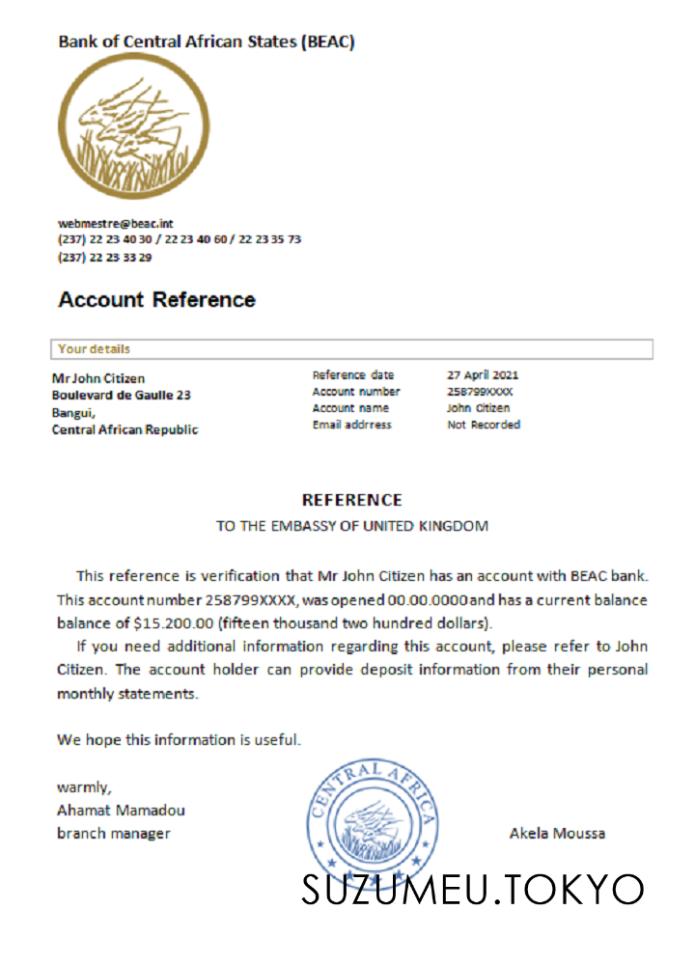 Bank of Central African States (BEAC)
webmestre@beac.int
(237) 22 23 40 30 / 22 23 40 60 / 22 23 35 73
(237) 22 23 33 29
Account Reference
Your details
Mr John Citizen
Boulevard de Gaulle 23
Bangui,
Central African Republic
Reference date 27 April 2021
Account number 258799XXXX
Account name John Citizen
Email addrress Not Recorded
REFERENCE
TO THE EMBASSY OF UNITED KINGDOM
This reference is verification that Mr John Citizen has an account with BEAC bank.
This account number 258799XXXX, was opened 00.00.0000 and has a current balance
balance of $15.200.00 (fifteen thousand two hundred dollars).
If you need additional information regarding this account, please refer to John
Citizen. The account holder can provide deposit information from their personal
monthly statements.
We hope this information is useful.
warmly,
Ahamat Mamadou
branch manager
CENTRAL AFRICA
Akela Moussa
SUZUMEU.TOKYO